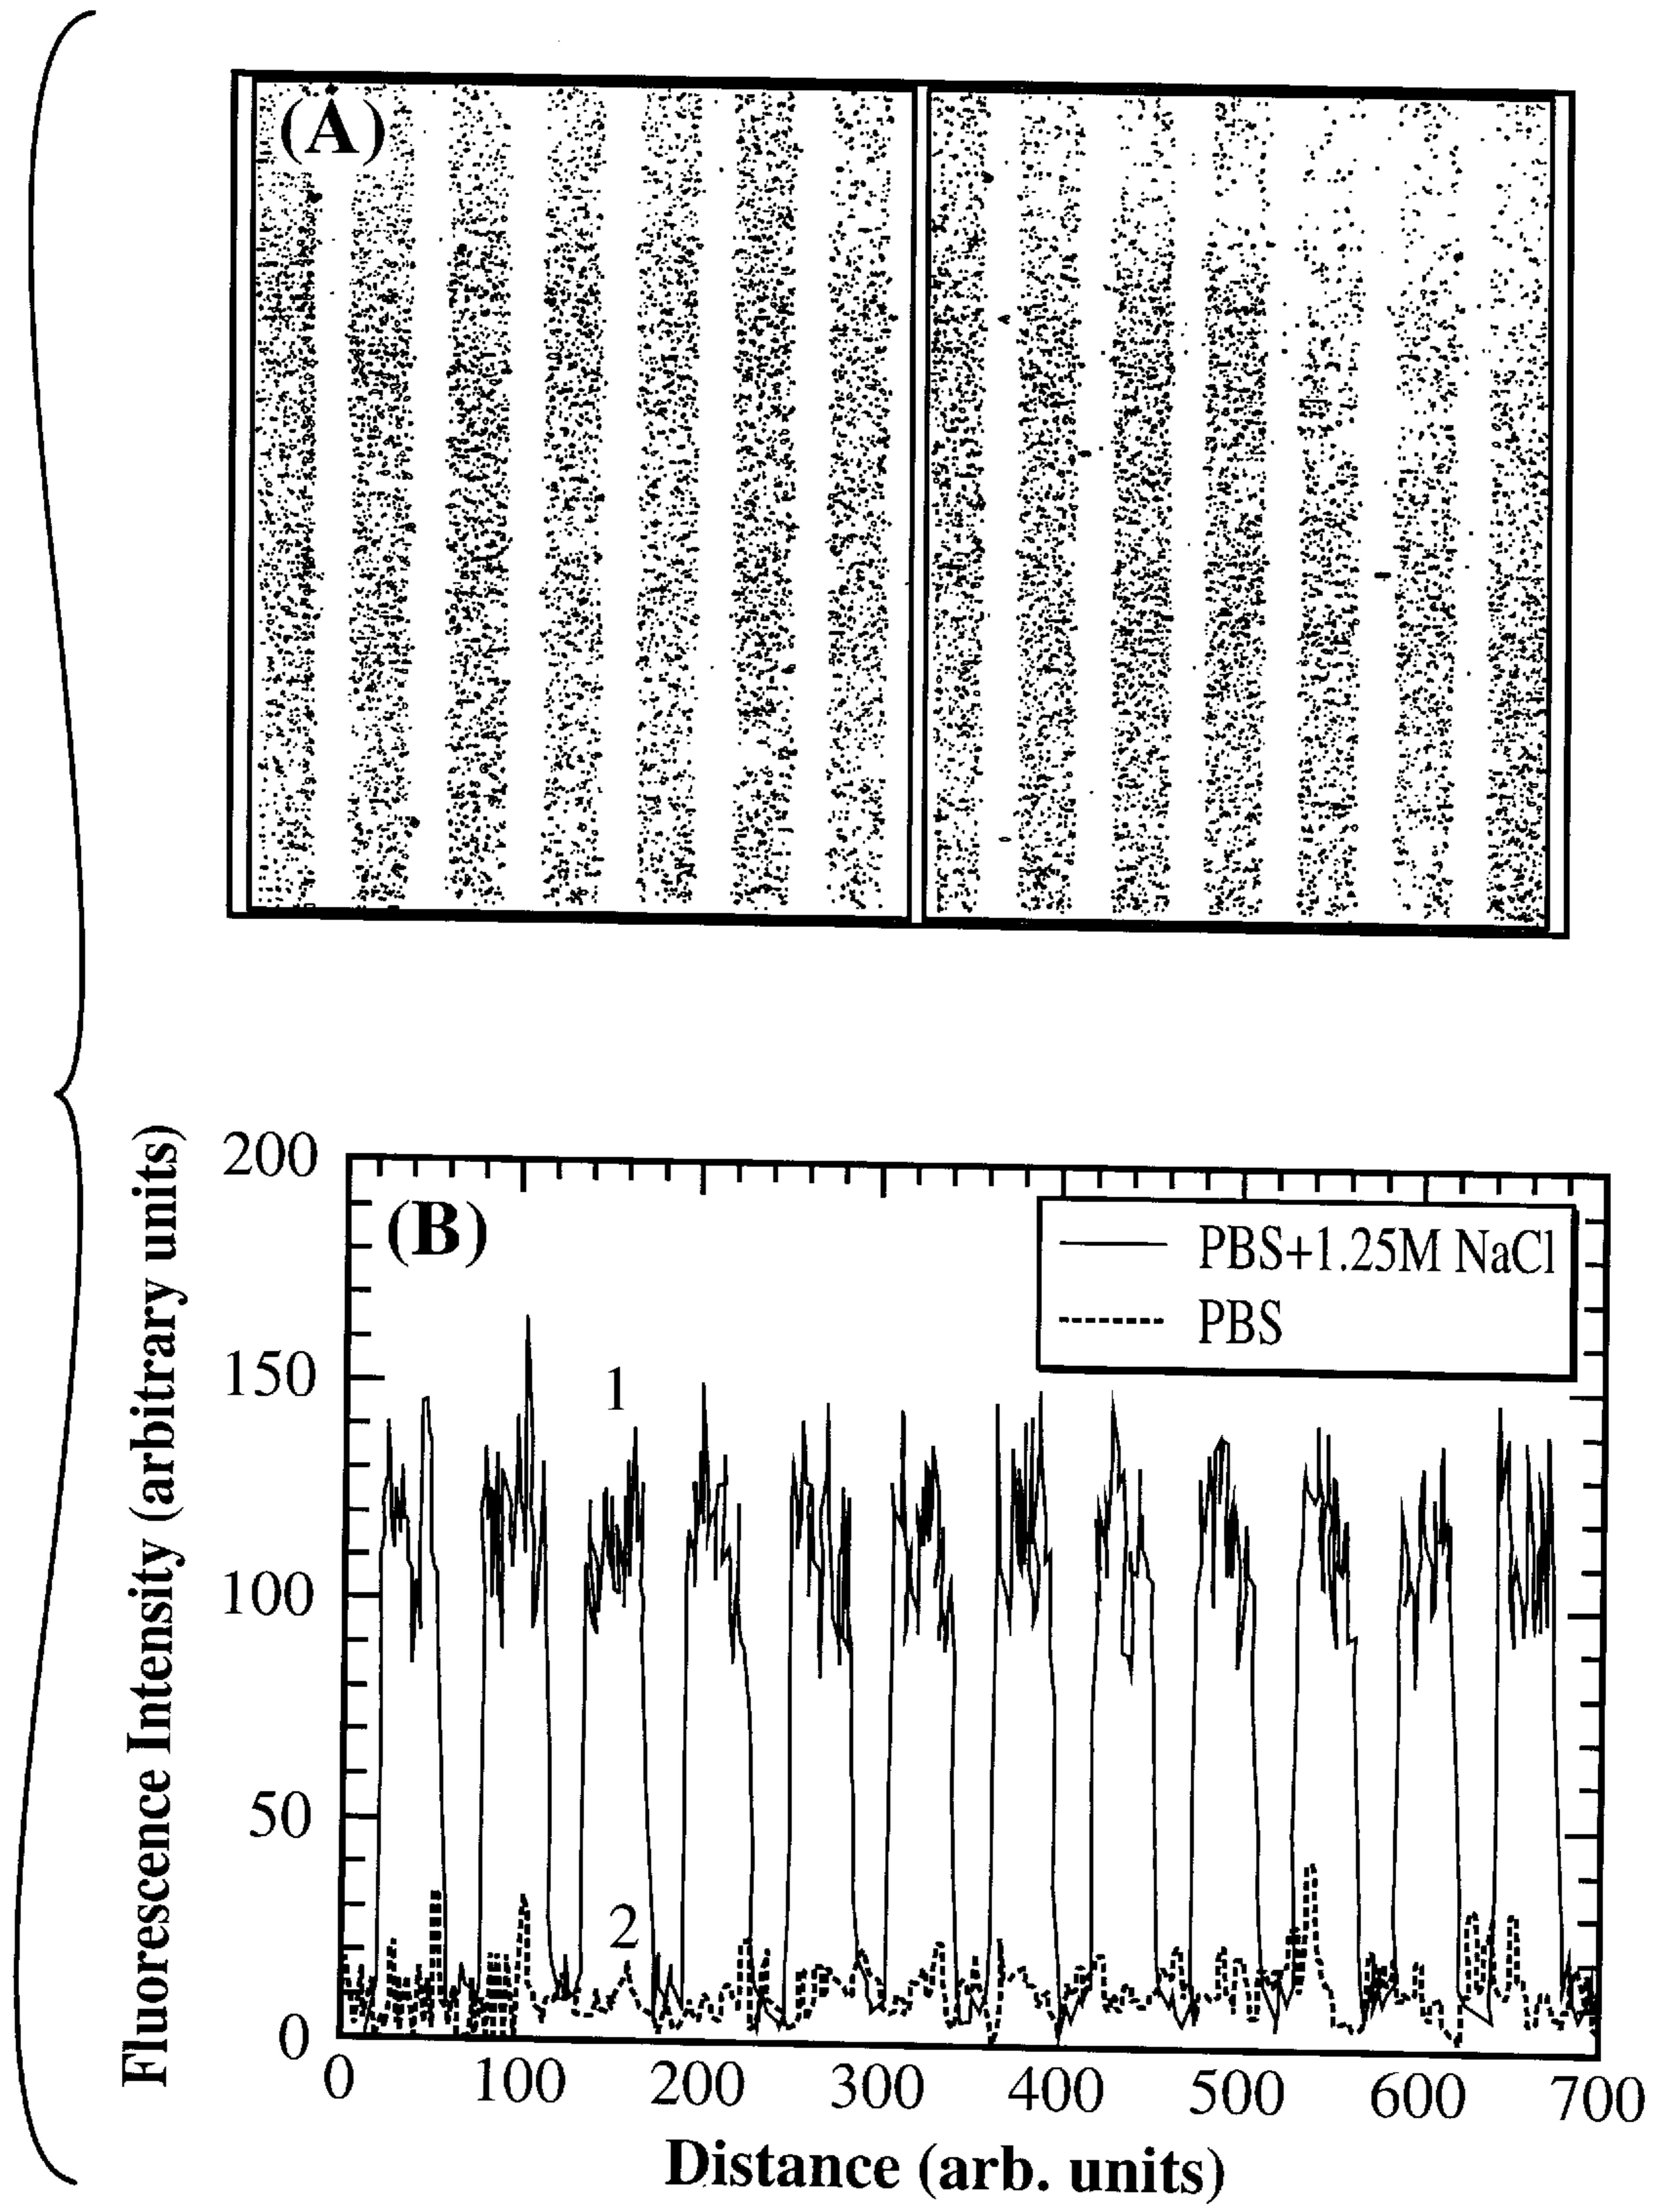 (A)
Fluorescence Intensity (arbitrary units)
200
150
100
50
0
(B)
PBS+1.25M NaCl
PBS
1
2
0 100 200 300 400 500 600 700
Distance (arb. units)